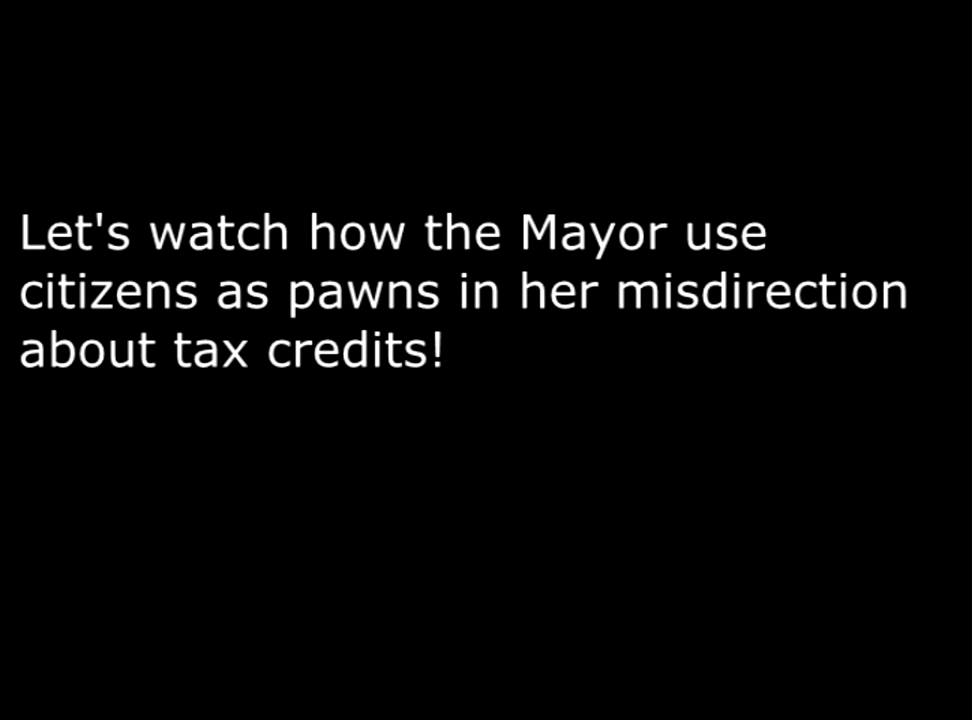 Let's watch how the Mayor use
citizens as pawns in her misdirection
about tax credits!